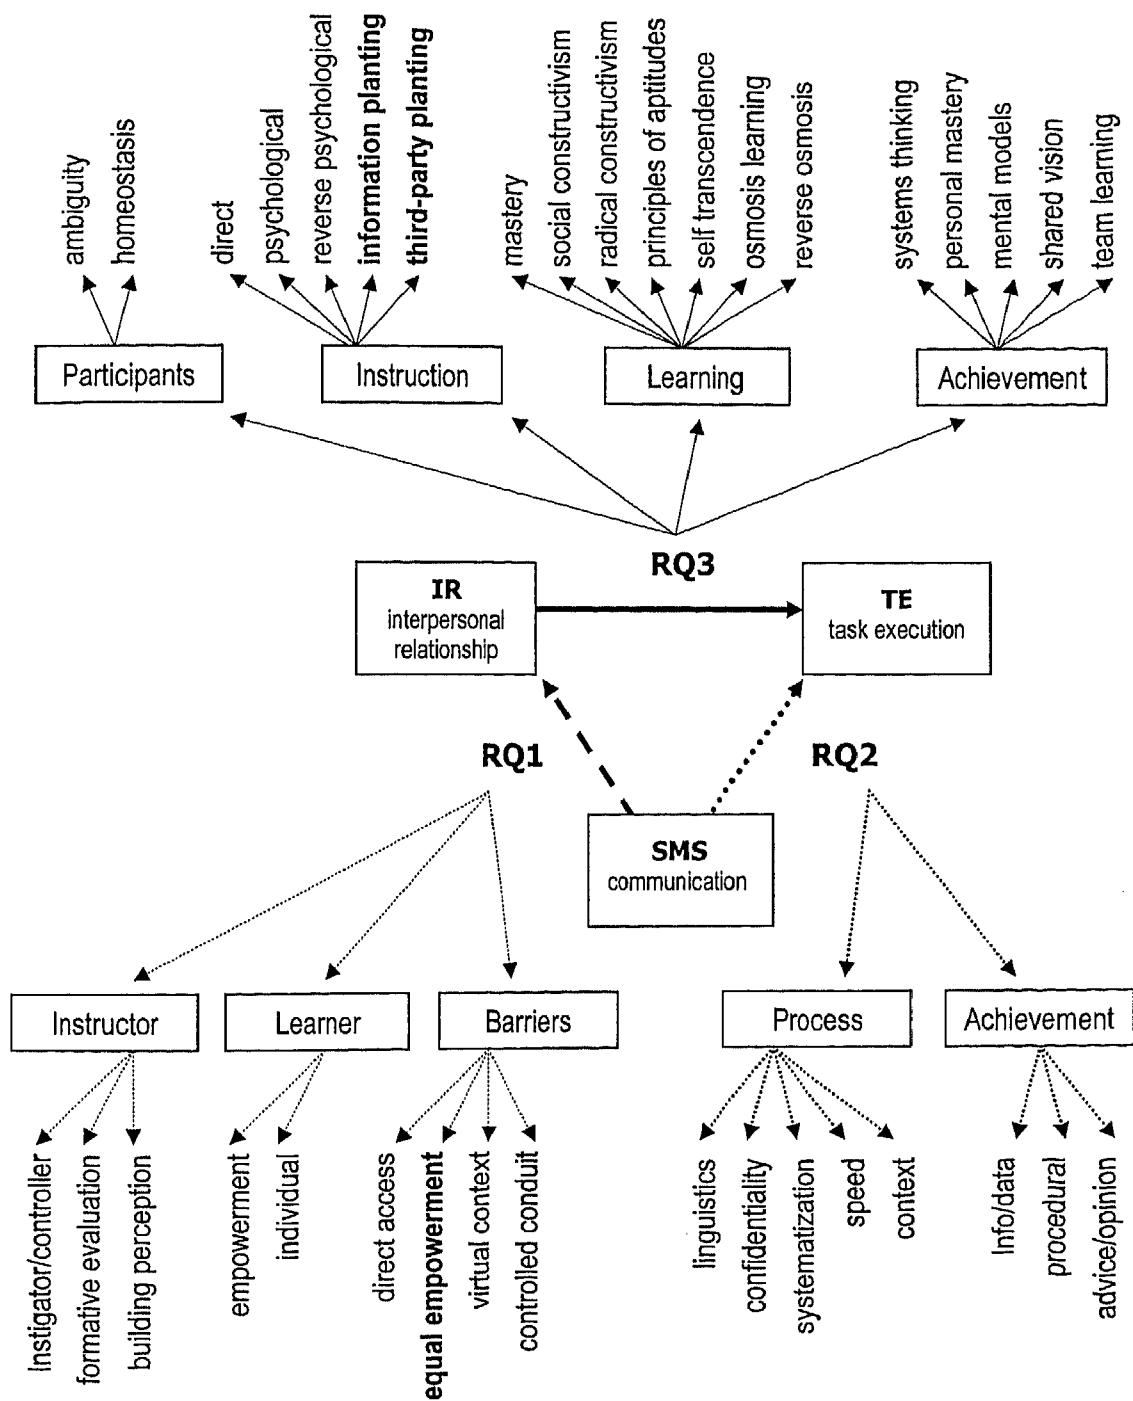 ambiguity
homeostasis
direct
psychological
reverse psychological
information planting
third-party planting
mastery
social constructivism
radical constructivism
principles of aptitudes
self transcendence
osmosis learning
reverse osmosis
systems thinking
personal mastery
mental models
shared vision
team learning
Participants
Instruction
Learning
Achievement
RQ3
IR
interpersonal
relationship
TE
task execution
RQ1
RQ2
SMS
communication
Instructor
Learner
Barriers
Process
Achievement
Instigator/controller
formative evaluation
building perception
empowerment
individual
direct access
equal empowerment
virtual context
controlled conduit
linguistics
confidentiality
systematization
speed
context
Info/data
procedural
advice/opinion